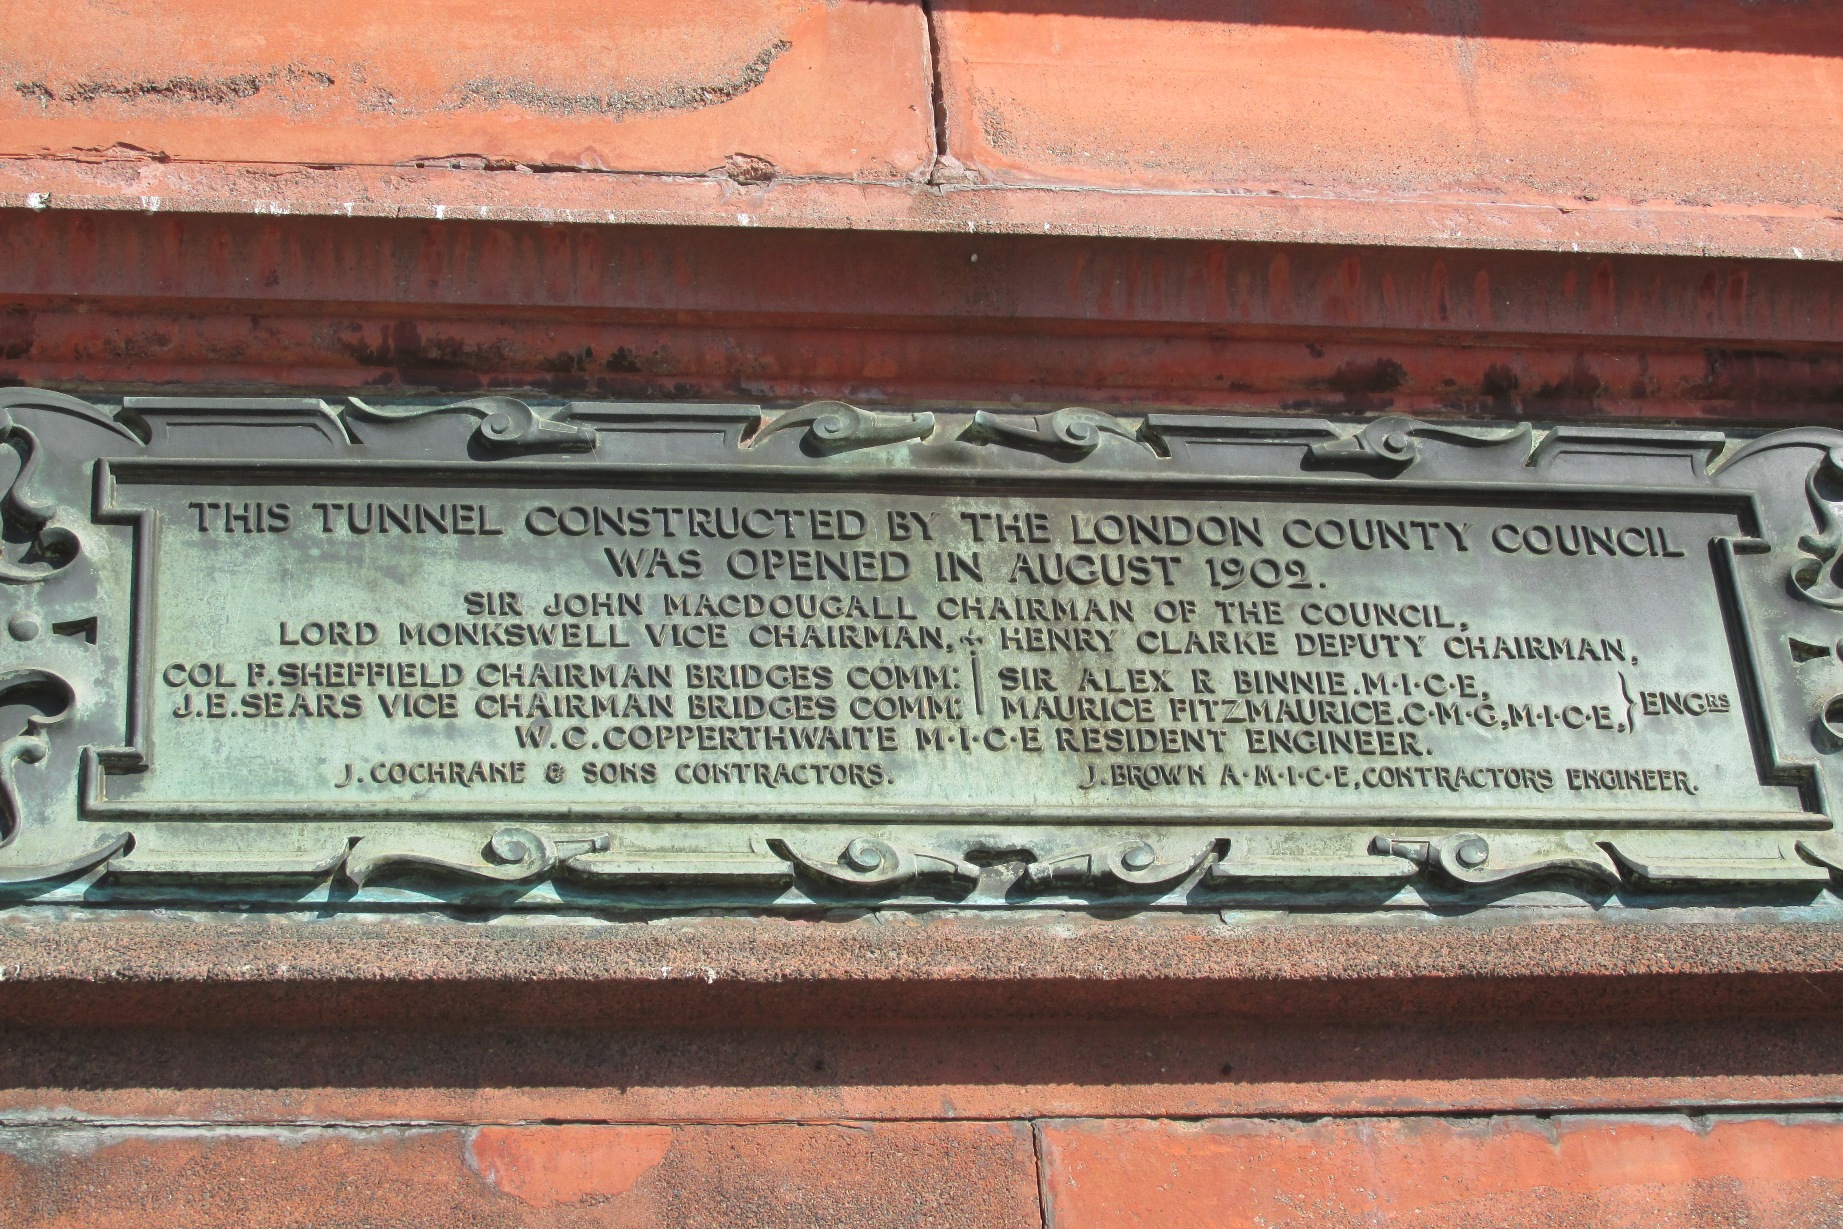 THIS TUNNEL CONSTRUCTED BY THE LONDON COUNTY COUNCIL
WAS OPENED IN AUGUST 1902.
SIR JOHN MACDOUGALL CHAIRMAN OF THE COUNCIL,
LORD MONKSWELL VICE CHAIRMAN, + HENRY CLARKE DEPUTY CHAIRMAN,
COL F. SHEFFIELD CHAIRMAN BRIDGES COMM: SIR ALEX R BINNIE. M·I·C·E,
J.E. SEARS VICE CHAIRMAN BRIDGES COMM: MAURICE FITZMAURICE. C·M·G, M·I·C·E, } ENGRS
W.C. COPPERTHWAITE M·I·C·E RESIDENT ENGINEER.
J. COCHRANE & SONS CONTRACTORS. J. BROWN A·M·I·C·E, CONTRACTORS ENGINEER.